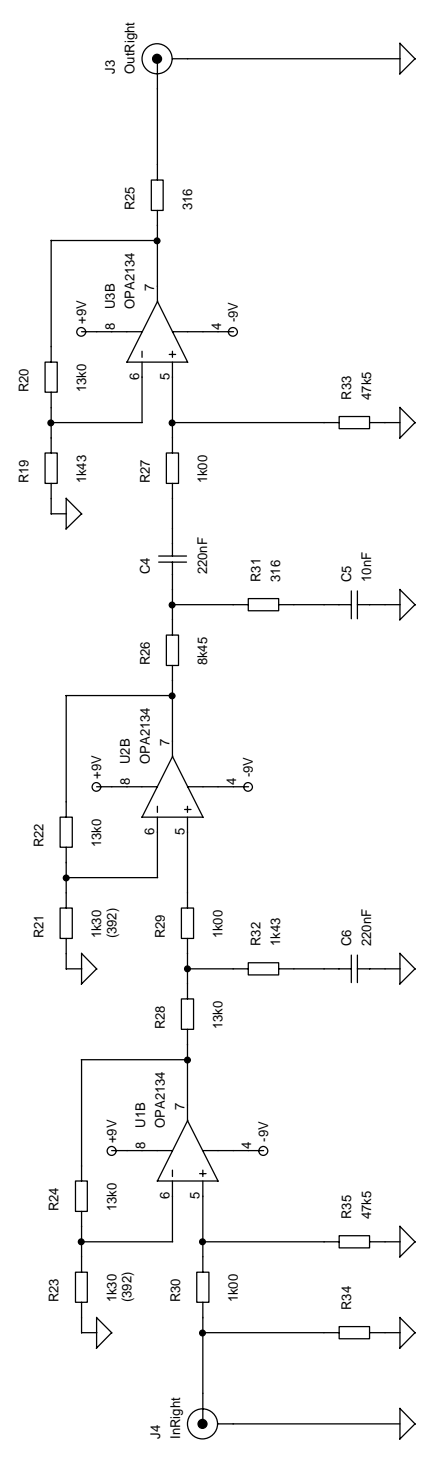 J3
OutRight
R25
316
R20
13k0
+9V
U3B
OPA2134
8
7
4
-9V
6
5
R19
1k43
R27
1k00
R33
47k5
C4
220nF
R31
316
C5
10nF
R26
8k45
R22
13k0
+9V
U2B
OPA2134
8
7
4
-9V
6
5
R21
1k30
(392)
R29
1k00
R32
1k43
C6
220nF
R28
13k0
R24
13k0
+9V
U1B
OPA2134
8
7
4
-9V
6
5
R23
1k30
(392)
R30
1k00
R35
47k5
R34
J4
InRight